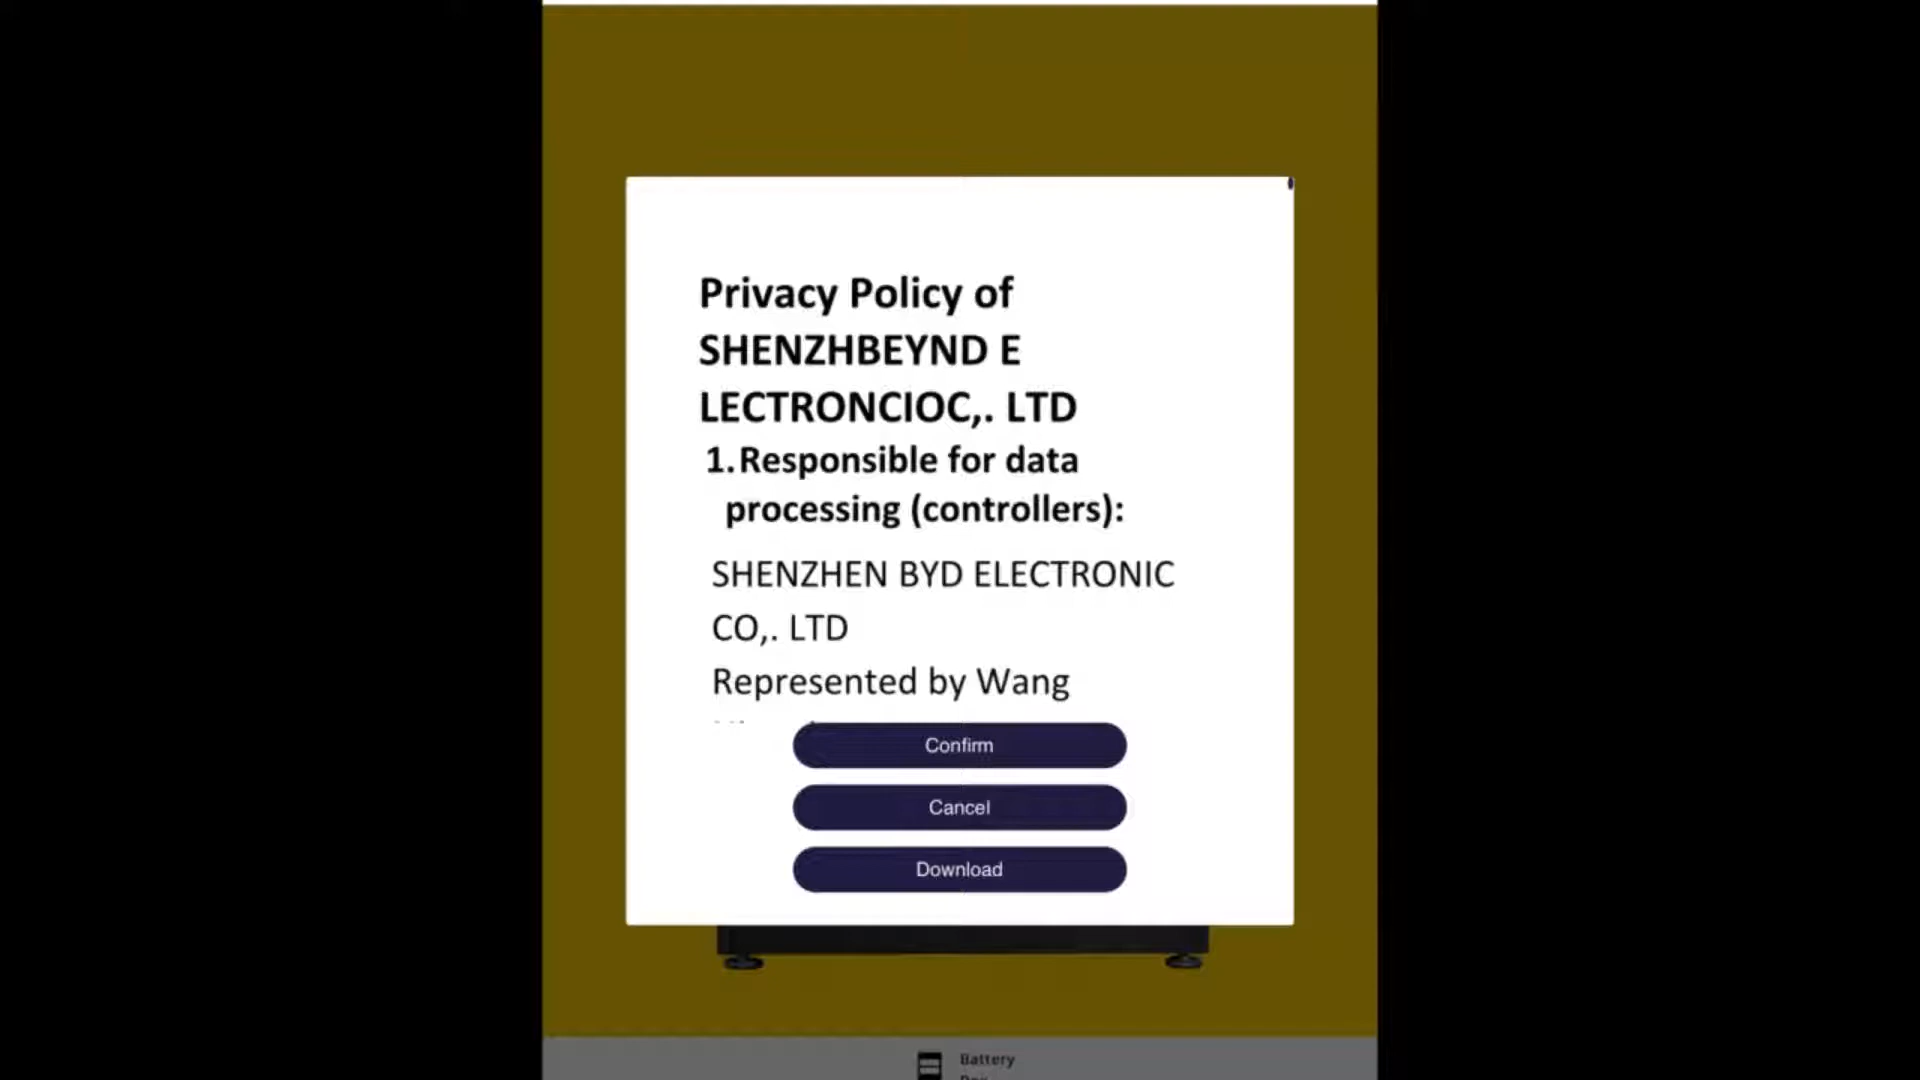 Privacy Policy of
SHENZHBEYND E
LECTRONCIOC,. LTD
1. Responsible for data
processing (controllers):
SHENZHEN BYD ELECTRONIC
CO,. LTD
Represented by Wang
Confirm
Cancel
Download
Battery